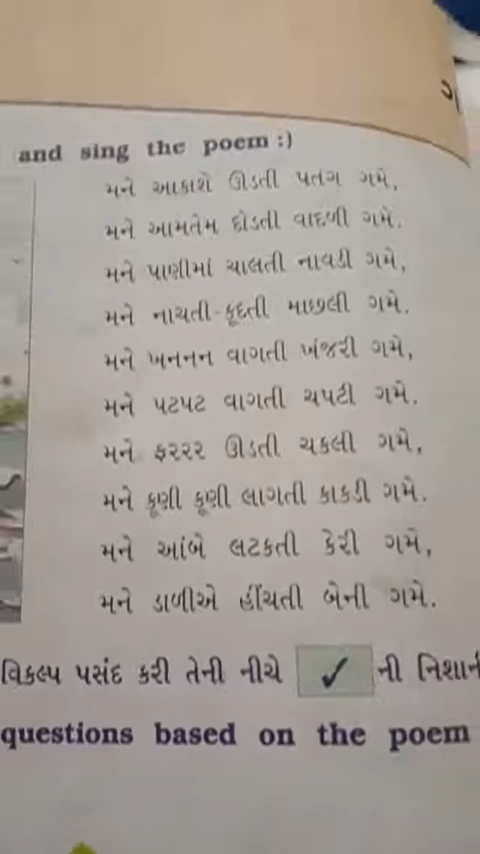 and sing the poem :)
મને આકાશે ઊડતી પતંગ ગમે,
મને આમતેમ દોડતી વાદળી ગમે.
મને પાણીમાં ચાલતી નાવડી ગમે,
મને નાચતી-કૂદતી માછલી ગમે.
મને ખનનન વાગતી ખંજરી ગમે,
મને પટપટ વાગતી ચપટી ગમે.
મને ફરરર ઊડતી ચકલી ગમે,
મને કૂણી કૂણી લાગતી કાકડી ગમે.
મને આંબે લટકતી કેરી ગમે,
મને ડાળીએ હીંચતી બેની ગમે.
વિકલ્પ પસંદ કરી તેની નીચે ✓ ની નિશાન
questions based on the poem